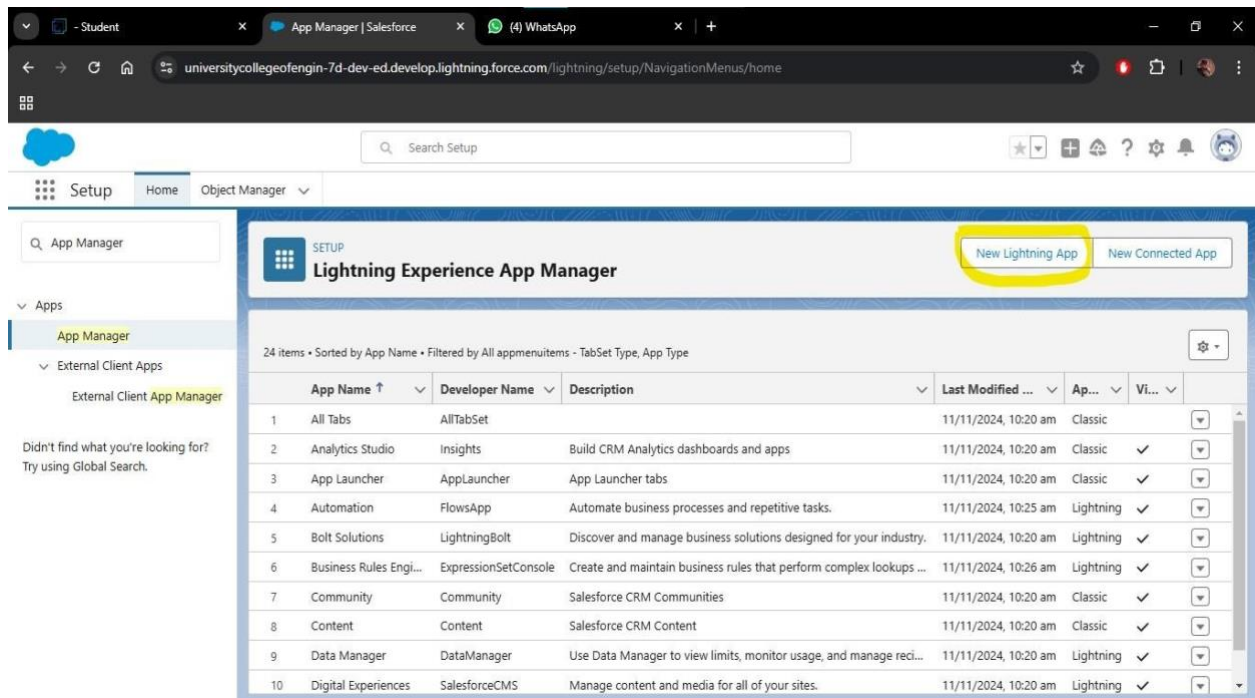 - Student
App Manager | Salesforce
(4) WhatsApp
universitycollegeofengin-7d-dev-ed.develop.lightning.force.com/lightning/setup/NavigationMenus/home
Search Setup
Setup Home Object Manager
App Manager
Apps
App Manager
External Client Apps
External Client App Manager
Didn't find what you're looking for?
Try using Global Search.
SETUP
Lightning Experience App Manager
New Lightning App New Connected App
24 items • Sorted by App Name • Filtered by All appmenuitems - TabSet Type, App Type
App Name ↑ Developer Name Description Last Modified ... Ap... Vi...
1 All Tabs AllTabSet 11/11/2024, 10:20 am Classic
2 Analytics Studio Insights Build CRM Analytics dashboards and apps 11/11/2024, 10:20 am Classic
3 App Launcher AppLauncher App Launcher tabs 11/11/2024, 10:20 am Classic
4 Automation FlowsApp Automate business processes and repetitive tasks. 11/11/2024, 10:25 am Lightning
5 Bolt Solutions LightningBolt Discover and manage business solutions designed for your industry. 11/11/2024, 10:20 am Lightning
6 Business Rules Engi... ExpressionSetConsole Create and maintain business rules that perform complex lookups ... 11/11/2024, 10:26 am Lightning
7 Community Community Salesforce CRM Communities 11/11/2024, 10:20 am Classic
8 Content Content Salesforce CRM Content 11/11/2024, 10:20 am Classic
9 Data Manager DataManager Use Data Manager to view limits, monitor usage, and manage reci... 11/11/2024, 10:20 am Lightning
10 Digital Experiences SalesforceCMS Manage content and media for all of your sites. 11/11/2024, 10:20 am Lightning